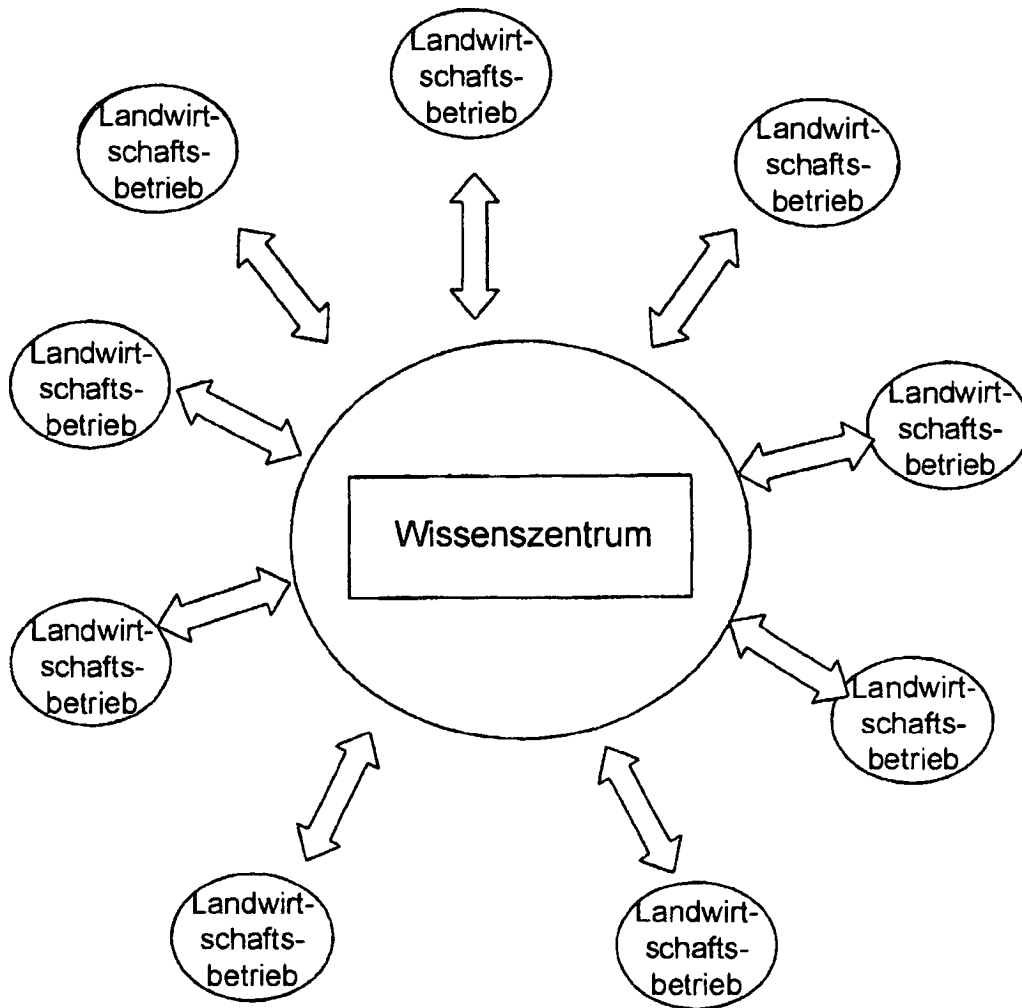 Landwirt-
schafts-
betrieb
Landwirt-
schafts-
betrieb
Landwirt-
schafts-
betrieb
Landwirt-
schafts-
betrieb
Landwirt-
schafts-
betrieb
Wissenszentrum
Landwirt-
schafts-
betrieb
Landwirt-
schafts-
betrieb
Landwirt-
schafts-
betrieb
Landwirt-
schafts-
betrieb